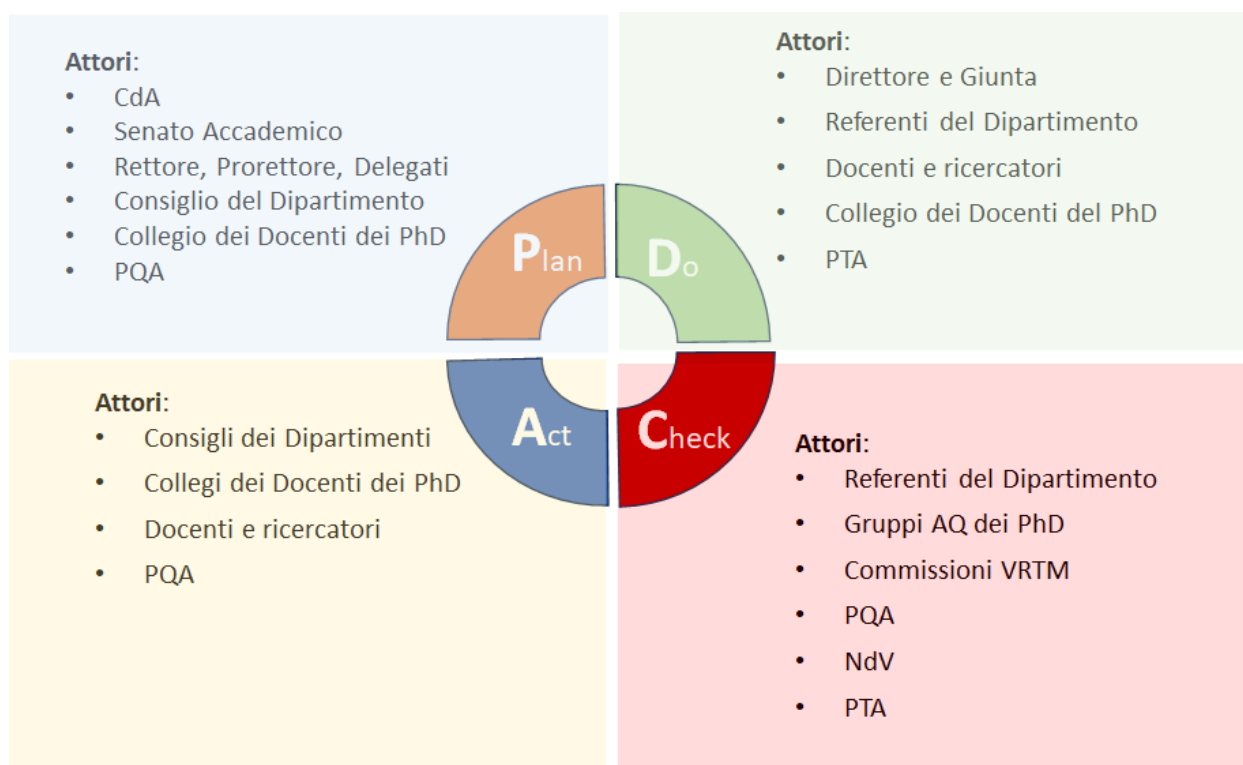 Attori:
• CdA
• Senato Accademico
• Rettore, Prorettore, Delegati
• Consiglio del Dipartimento
• Collegio dei Docenti dei PhD
• PQA
Attori:
• Direttore e Giunta
• Referenti del Dipartimento
• Docenti e ricercatori
• Collegio dei Docenti del PhD
• PTA
Plan
Do
Act
Check
Attori:
• Consigli dei Dipartimenti
• Collegi dei Docenti dei PhD
• Docenti e ricercatori
• PQA
Attori:
• Referenti del Dipartimento
• Gruppi AQ dei PhD
• Commissioni VRTM
• PQA
• NdV
• PTA